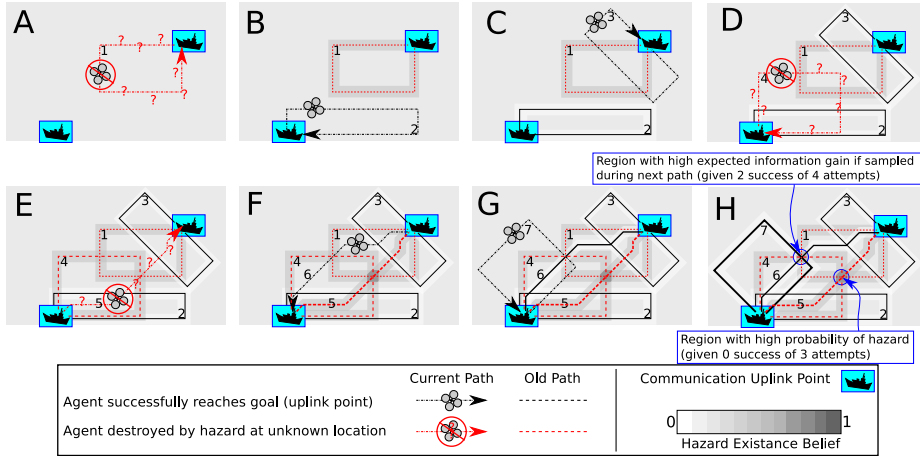 A
1
? ? ?
?
?
? ?
B
1
2
C
3
1
2
D
3
1
4
?
?
? ?
? ?
2
Region with high expected information gain if sampled
during next path (given 2 success of 4 attempts)
E
3
1
4
?
?
?
?
5
2
F
3
1
4
6
5
2
G
3
7
1
4
6
5
2
H
3
7
1
4
6
5
2
Region with high probability of hazard
(given 0 success of 3 attempts)
Current Path Old Path
Agent successfully reaches goal (uplink point)
Agent destroyed by hazard at unknown location
Communication Uplink Point
0 1
Hazard Existance Belief